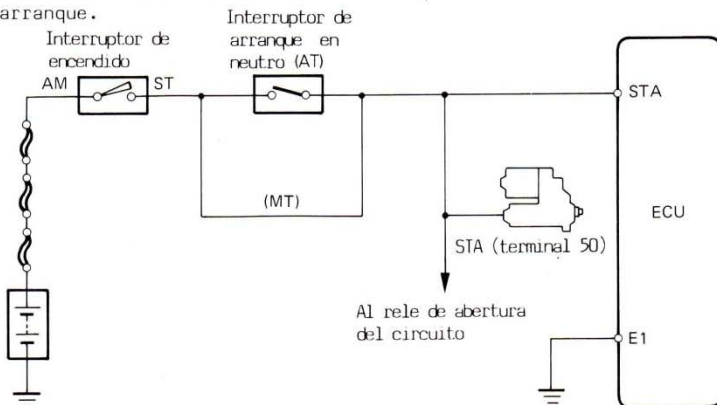 arranque.
Interruptor de
encendido
Interruptor de
arranque en
neutro (AT)
AM
ST
STA
(MT)
ECU
STA (terminal 50)
Al rele de abertura
del circuito
E1